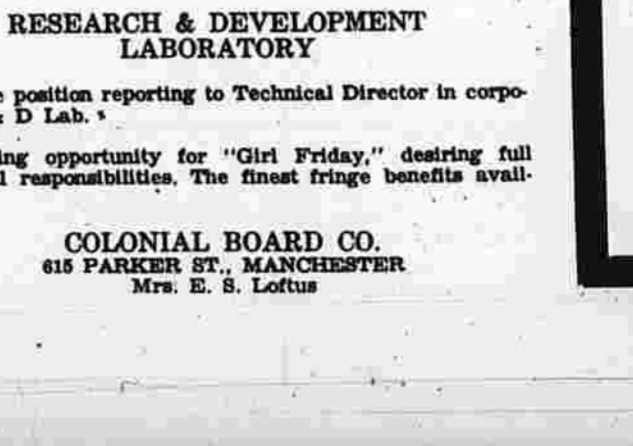 RESEARCH & DEVELOPMENT
LABORATORY
position reporting to Technical Director in corpo-
D Lab.
opportunity for "Girl Friday," desiring full
responsibilities. The finest fringe benefits avail-
COLONIAL BOARD CO.
615 PARKER ST., MANCHESTER
Mrs. E. S. Loftus